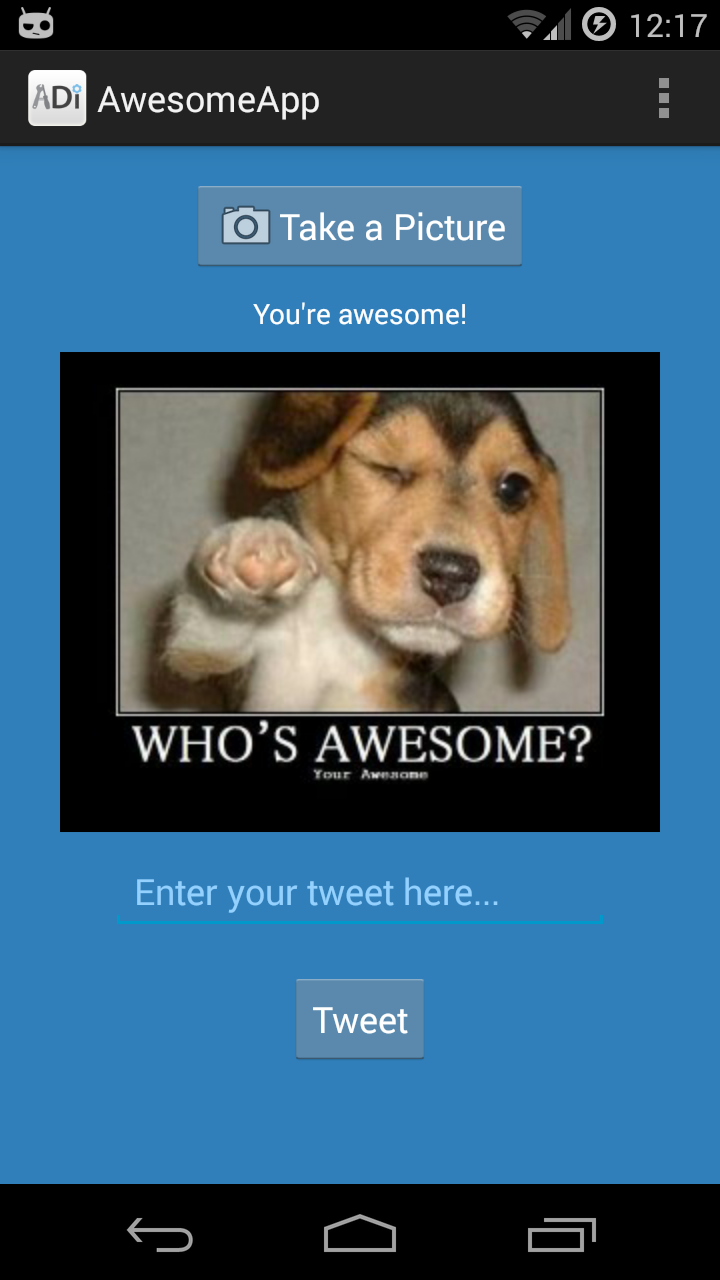 12:17
ADi AwesomeApp
Take a Picture
You're awesome!
WHO'S AWESOME?
Your Awesome
Enter your tweet here...
Tweet